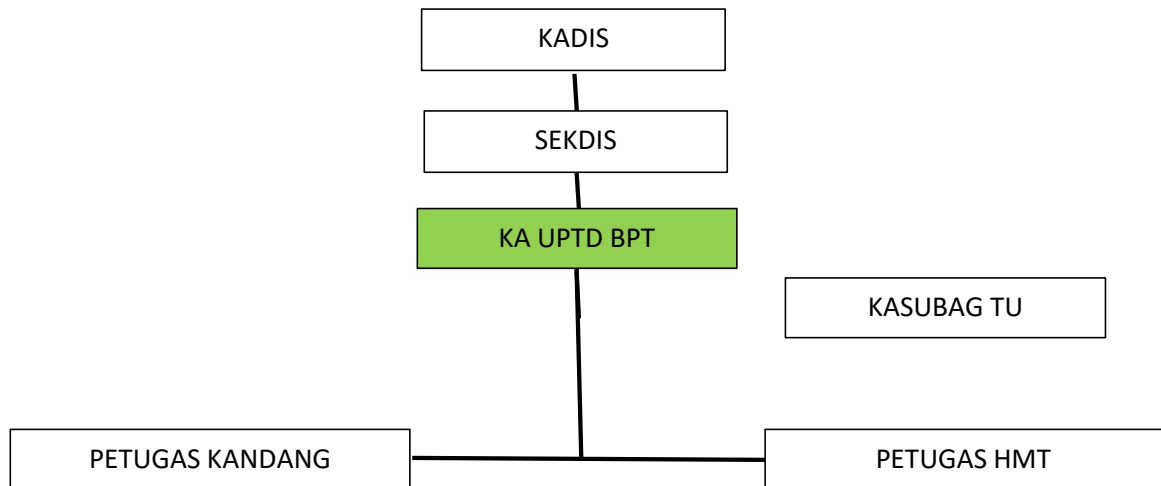 KADIS
SEKDIS
KA UPTD BPT
KASUBAG TU
PETUGAS KANDANG
PETUGAS HMT